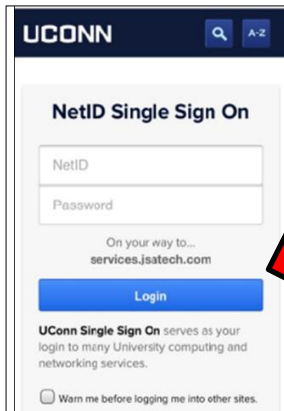 UCONN
A-Z
NetID Single Sign On
NetID
Password
On your way to...
services.jsatech.com
Login
UConn Single Sign On serves as your
login to many University computing and
networking services.
Warn me before logging me into other sites.